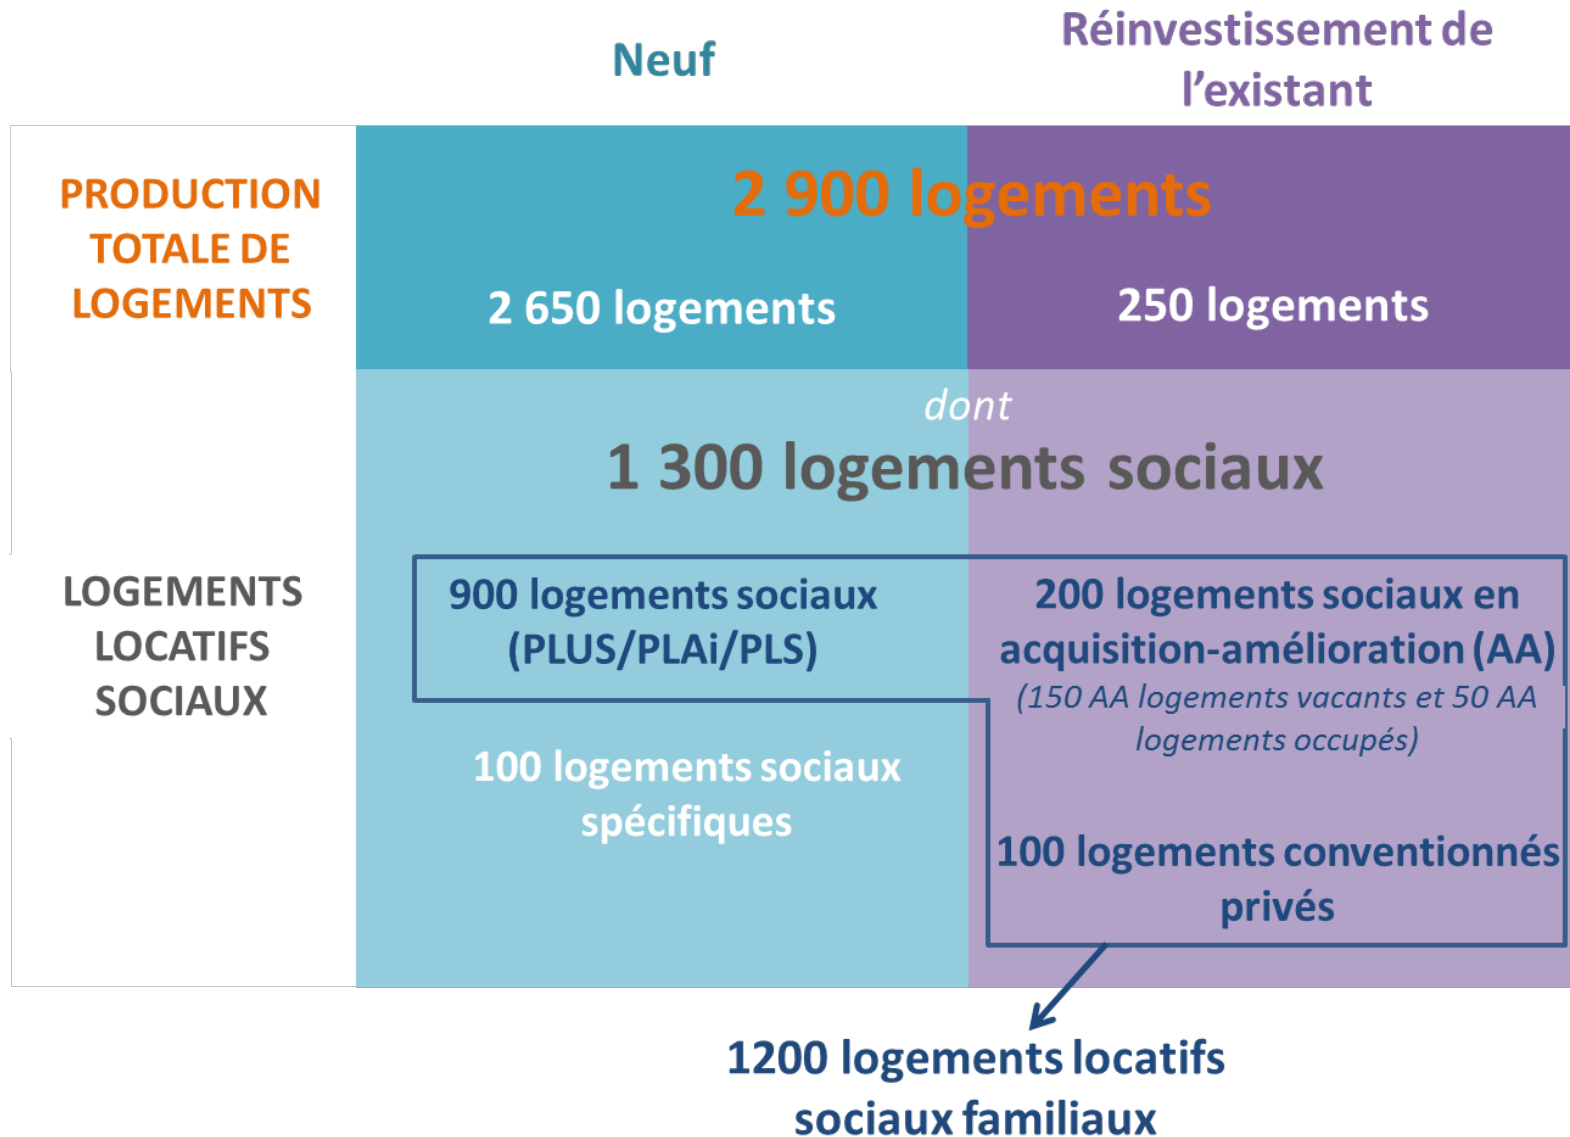 Neuf
Réinvestissement de
l’existant
PRODUCTION
TOTALE DE
LOGEMENTS
2 900 logements
2 650 logements
250 logements
dont
1 300 logements sociaux
LOGEMENTS
LOCATIFS
SOCIAUX
900 logements sociaux
(PLUS/PLAi/PLS)
200 logements sociaux en
acquisition-amélioration (AA)
(150 AA logements vacants et 50 AA
logements occupés)
100 logements sociaux
spécifiques
100 logements conventionnés
privés
1200 logements locatifs
sociaux familiaux